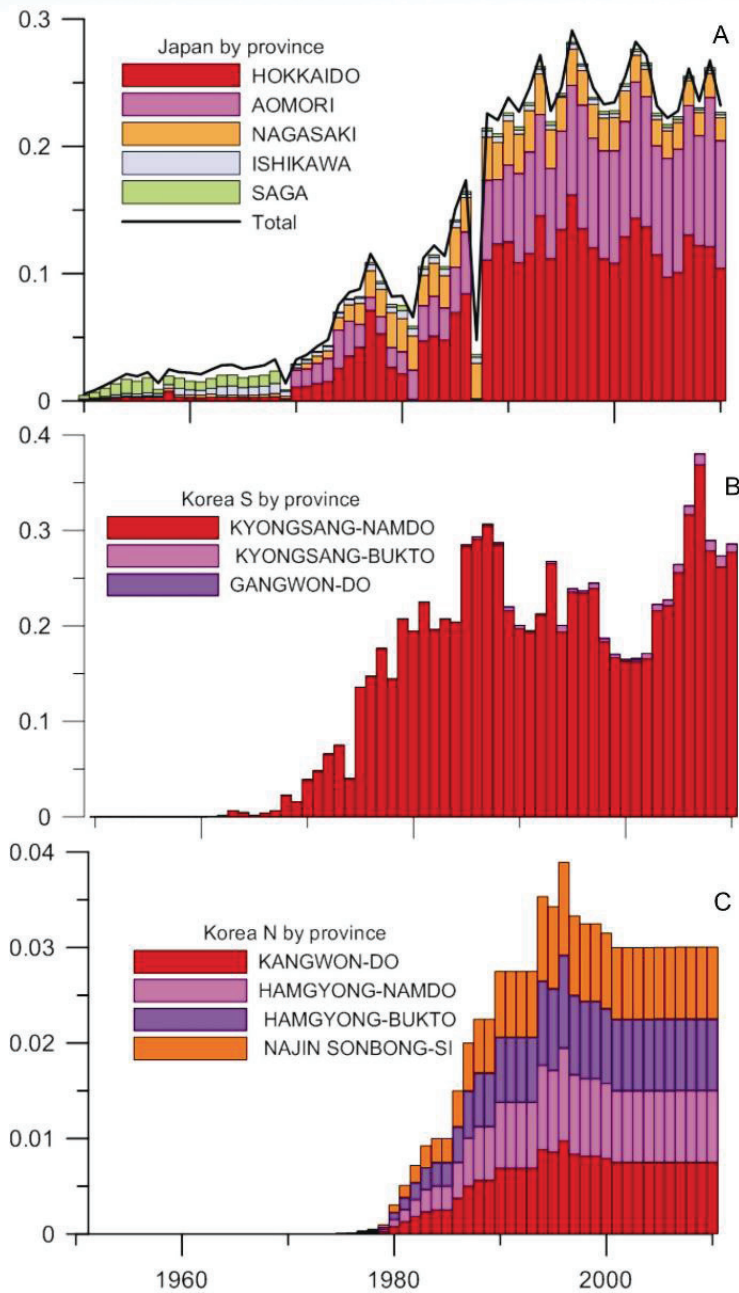 0.3
A
Japan by province
HOKKAIDO
AOMORI
0.2
NAGASAKI
ISHIKAWA
SAGA
Total
0.1
0
0.4
B
Korea S by province
0.3
KYONGSANG-NAMDO
KYONGSANG-BUKTO
GANGWON-DO
0.2
0.1
0
0.04
C
Korea N by province
0.03
KANGWON-DO
HAMGYONG-NAMDO
HAMGYONG-BUKTO
NAJIN SONBONG-SI
0.02
0.01
0
1960 1980 2000